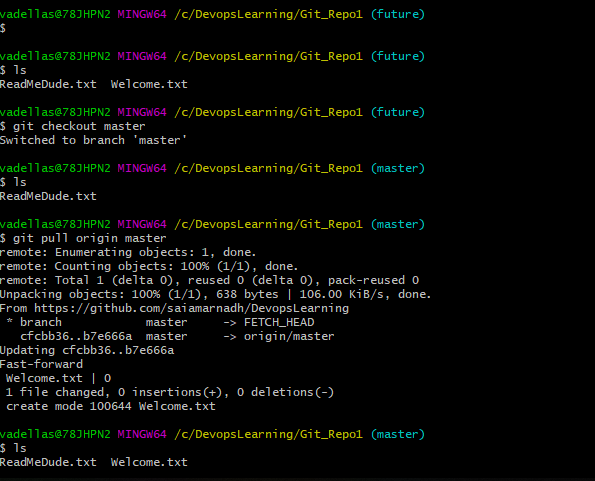 vadellas@78JHPN2 MINGW64 /c/DevopsLearning/Git_Repo1 (future)
$
vadellas@78JHPN2 MINGW64 /c/DevopsLearning/Git_Repo1 (future)
$ ls
ReadMeDude.txt  Welcome.txt
vadellas@78JHPN2 MINGW64 /c/DevopsLearning/Git_Repo1 (future)
$ git checkout master
Switched to branch 'master'
vadellas@78JHPN2 MINGW64 /c/DevopsLearning/Git_Repo1 (master)
$ ls
ReadMeDude.txt
vadellas@78JHPN2 MINGW64 /c/DevopsLearning/Git_Repo1 (master)
$ git pull origin master
remote: Enumerating objects: 1, done.
remote: Counting objects: 100% (1/1), done.
remote: Total 1 (delta 0), reused 0 (delta 0), pack-reused 0
Unpacking objects: 100% (1/1), 638 bytes | 106.00 KiB/s, done.
From https://github.com/saiamarnadh/DevopsLearning
 * branch            master     -> FETCH_HEAD
   cfcbb36..b7e666a  master     -> origin/master
Updating cfcbb36..b7e666a
Fast-forward
 Welcome.txt | 0
 1 file changed, 0 insertions(+), 0 deletions(-)
 create mode 100644 Welcome.txt
vadellas@78JHPN2 MINGW64 /c/DevopsLearning/Git_Repo1 (master)
$ ls
ReadMeDude.txt  Welcome.txt